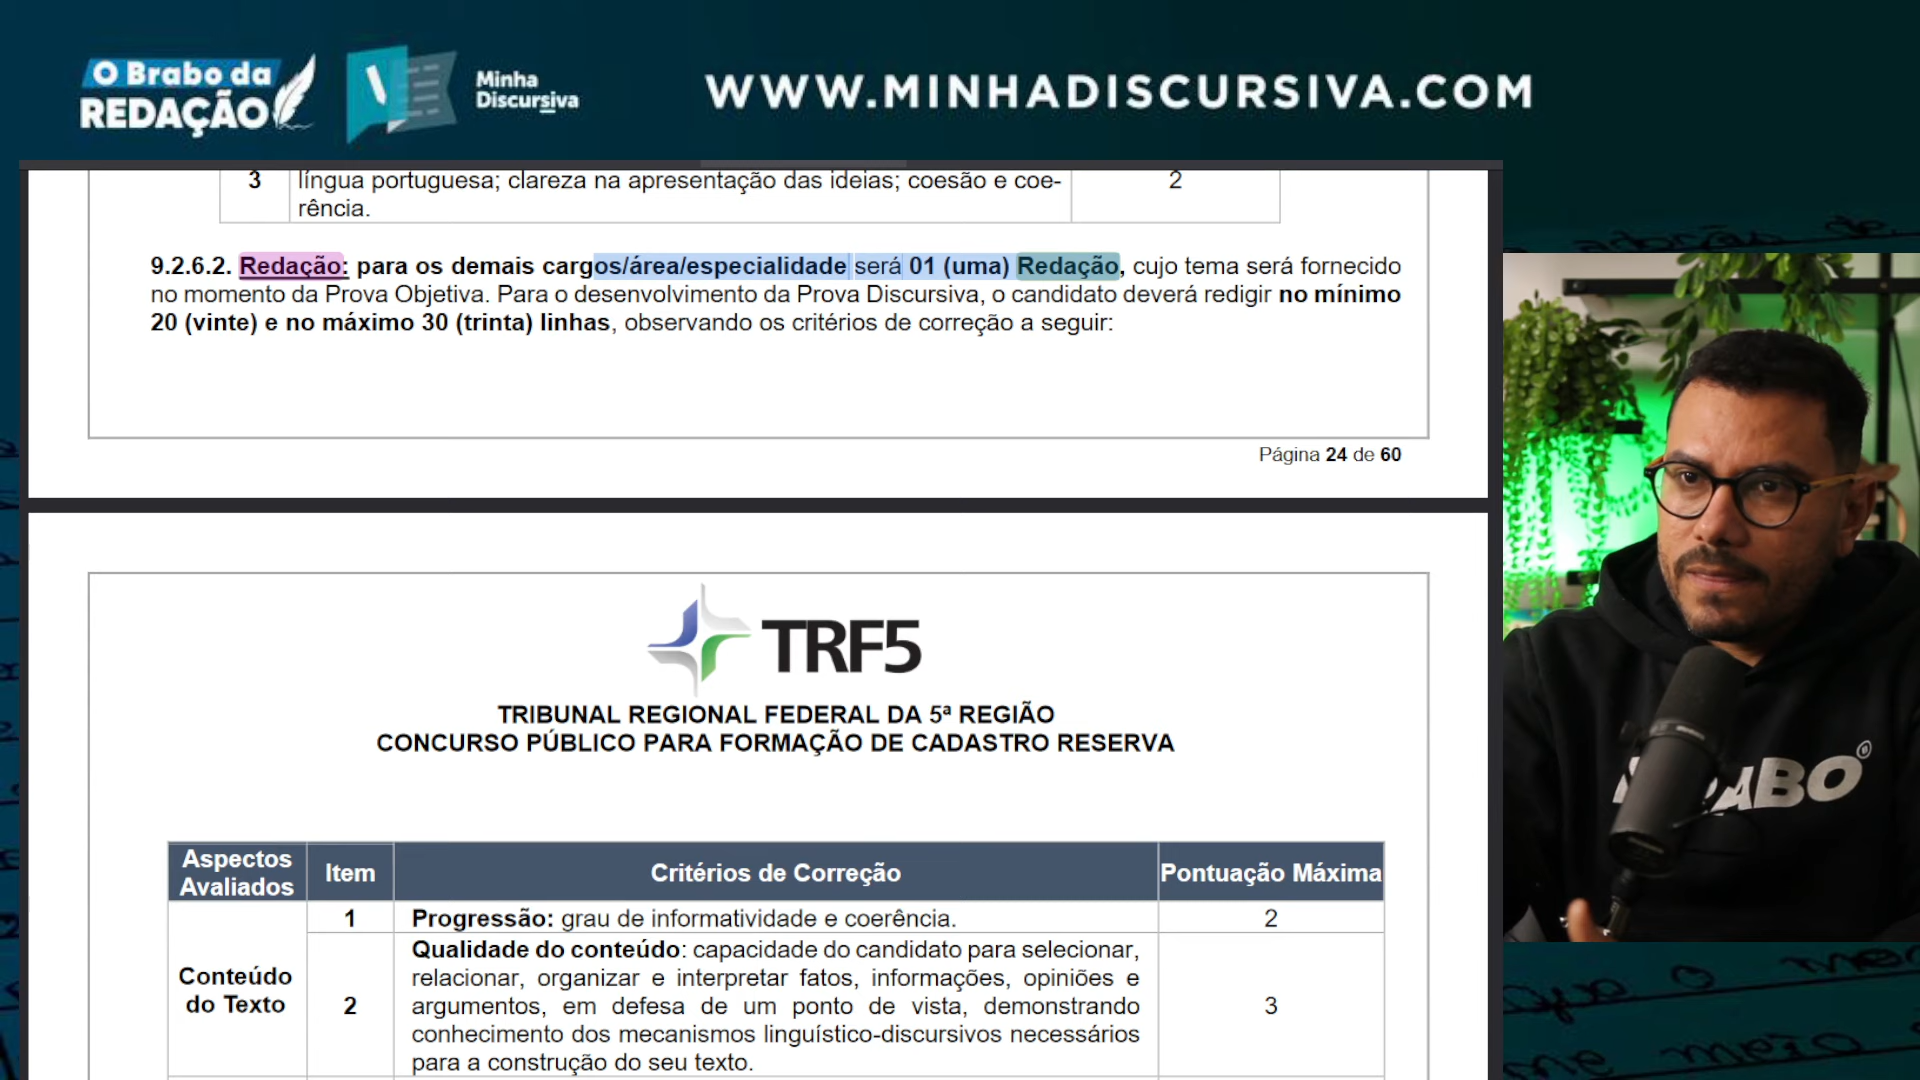 O Brabo da
REDAÇÃO
Minha
Discursiva
WWW.MINHADISCURSIVA.COM
3 língua portuguesa; clareza na apresentação das ideias; coesão e coe- 2
rência.
9.2.6.2. Redação: para os demais cargos/área/especialidade será 01 (uma) Redação, cujo tema será fornecido
no momento da Prova Objetiva. Para o desenvolvimento da Prova Discursiva, o candidato deverá redigir no mínimo
20 (vinte) e no máximo 30 (trinta) linhas, observando os critérios de correção a seguir:
Página 24 de 60
TRF5
TRIBUNAL REGIONAL FEDERAL DA 5ª REGIÃO
CONCURSO PÚBLICO PARA FORMAÇÃO DE CADASTRO RESERVA
Aspectos
Avaliados
Item
Critérios de Correção
Pontuação Máxima
Conteúdo
do Texto
1
Progressão: grau de informatividade e coerência.
2
2
Qualidade do conteúdo: capacidade do candidato para selecionar,
relacionar, organizar e interpretar fatos, informações, opiniões e
argumentos, em defesa de um ponto de vista, demonstrando
conhecimento dos mecanismos linguístico-discursivos necessários
para a construção do seu texto.
3